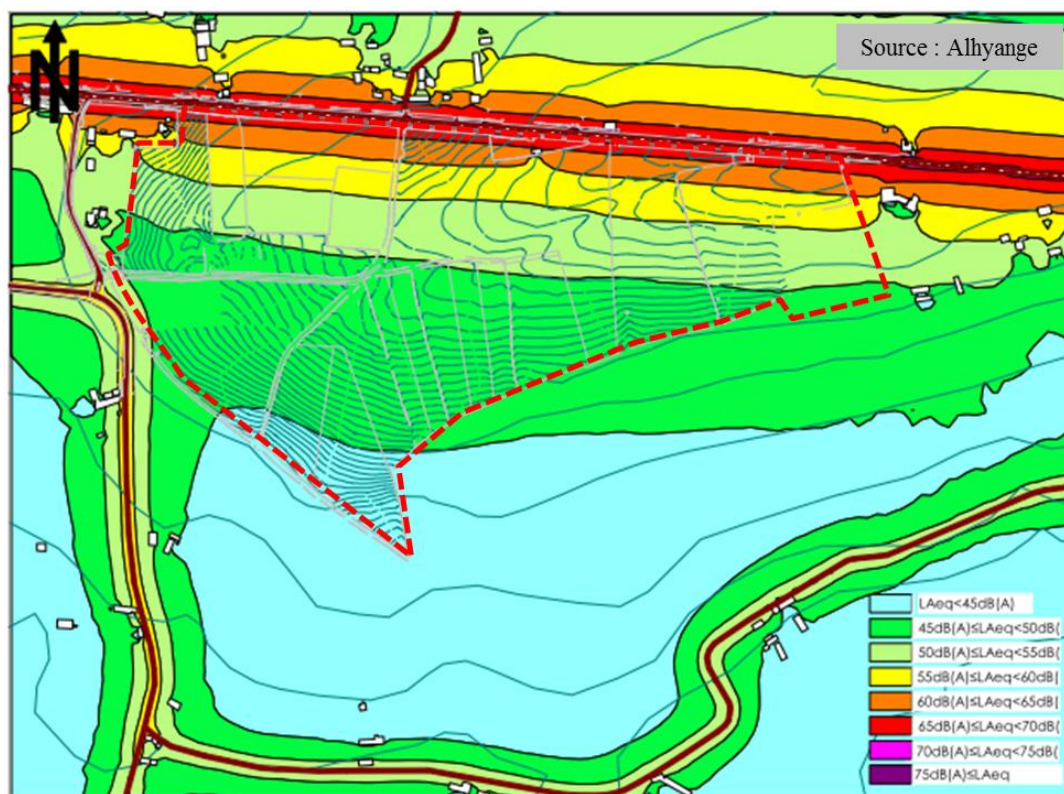 N
Source : Alhyange
LAeq<45dB(A)
45dB(A)≤LAeq<50dB(
50dB(A)≤LAeq<55dB(
55dB(A)≤LAeq<60dB(
60dB(A)≤LAeq<65dB(
65dB(A)≤LAeq<70dB(
70dB(A)≤LAeq<75dB(
75dB(A)≤LAeq